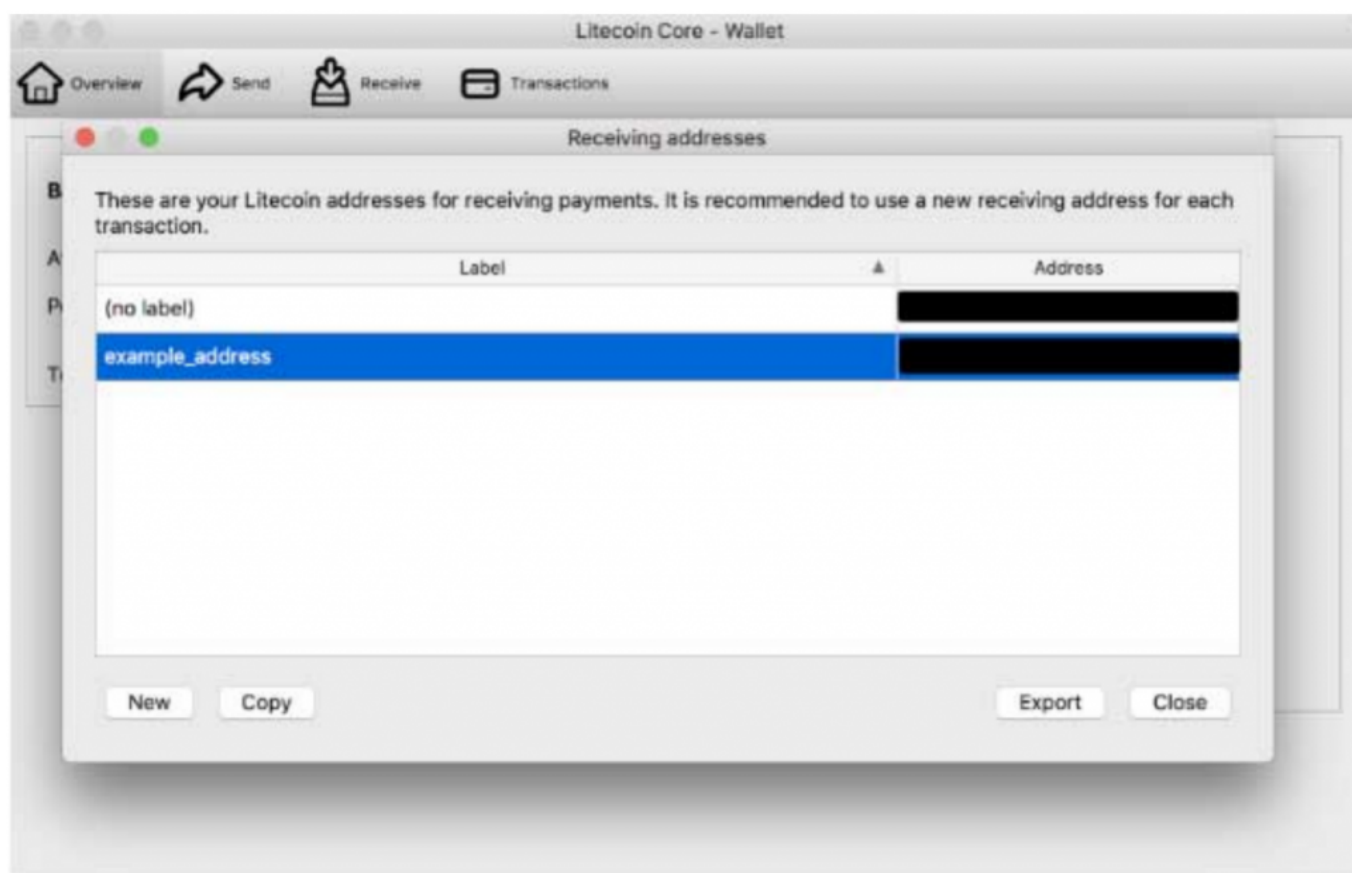 Litecoin Core - Wallet
Overview Send Receive Transactions
Receiving addresses
These are your Litecoin addresses for receiving payments. It is recommended to use a new receiving address for each
transaction.
Label Address
(no label)
example_address
New Copy Export Close